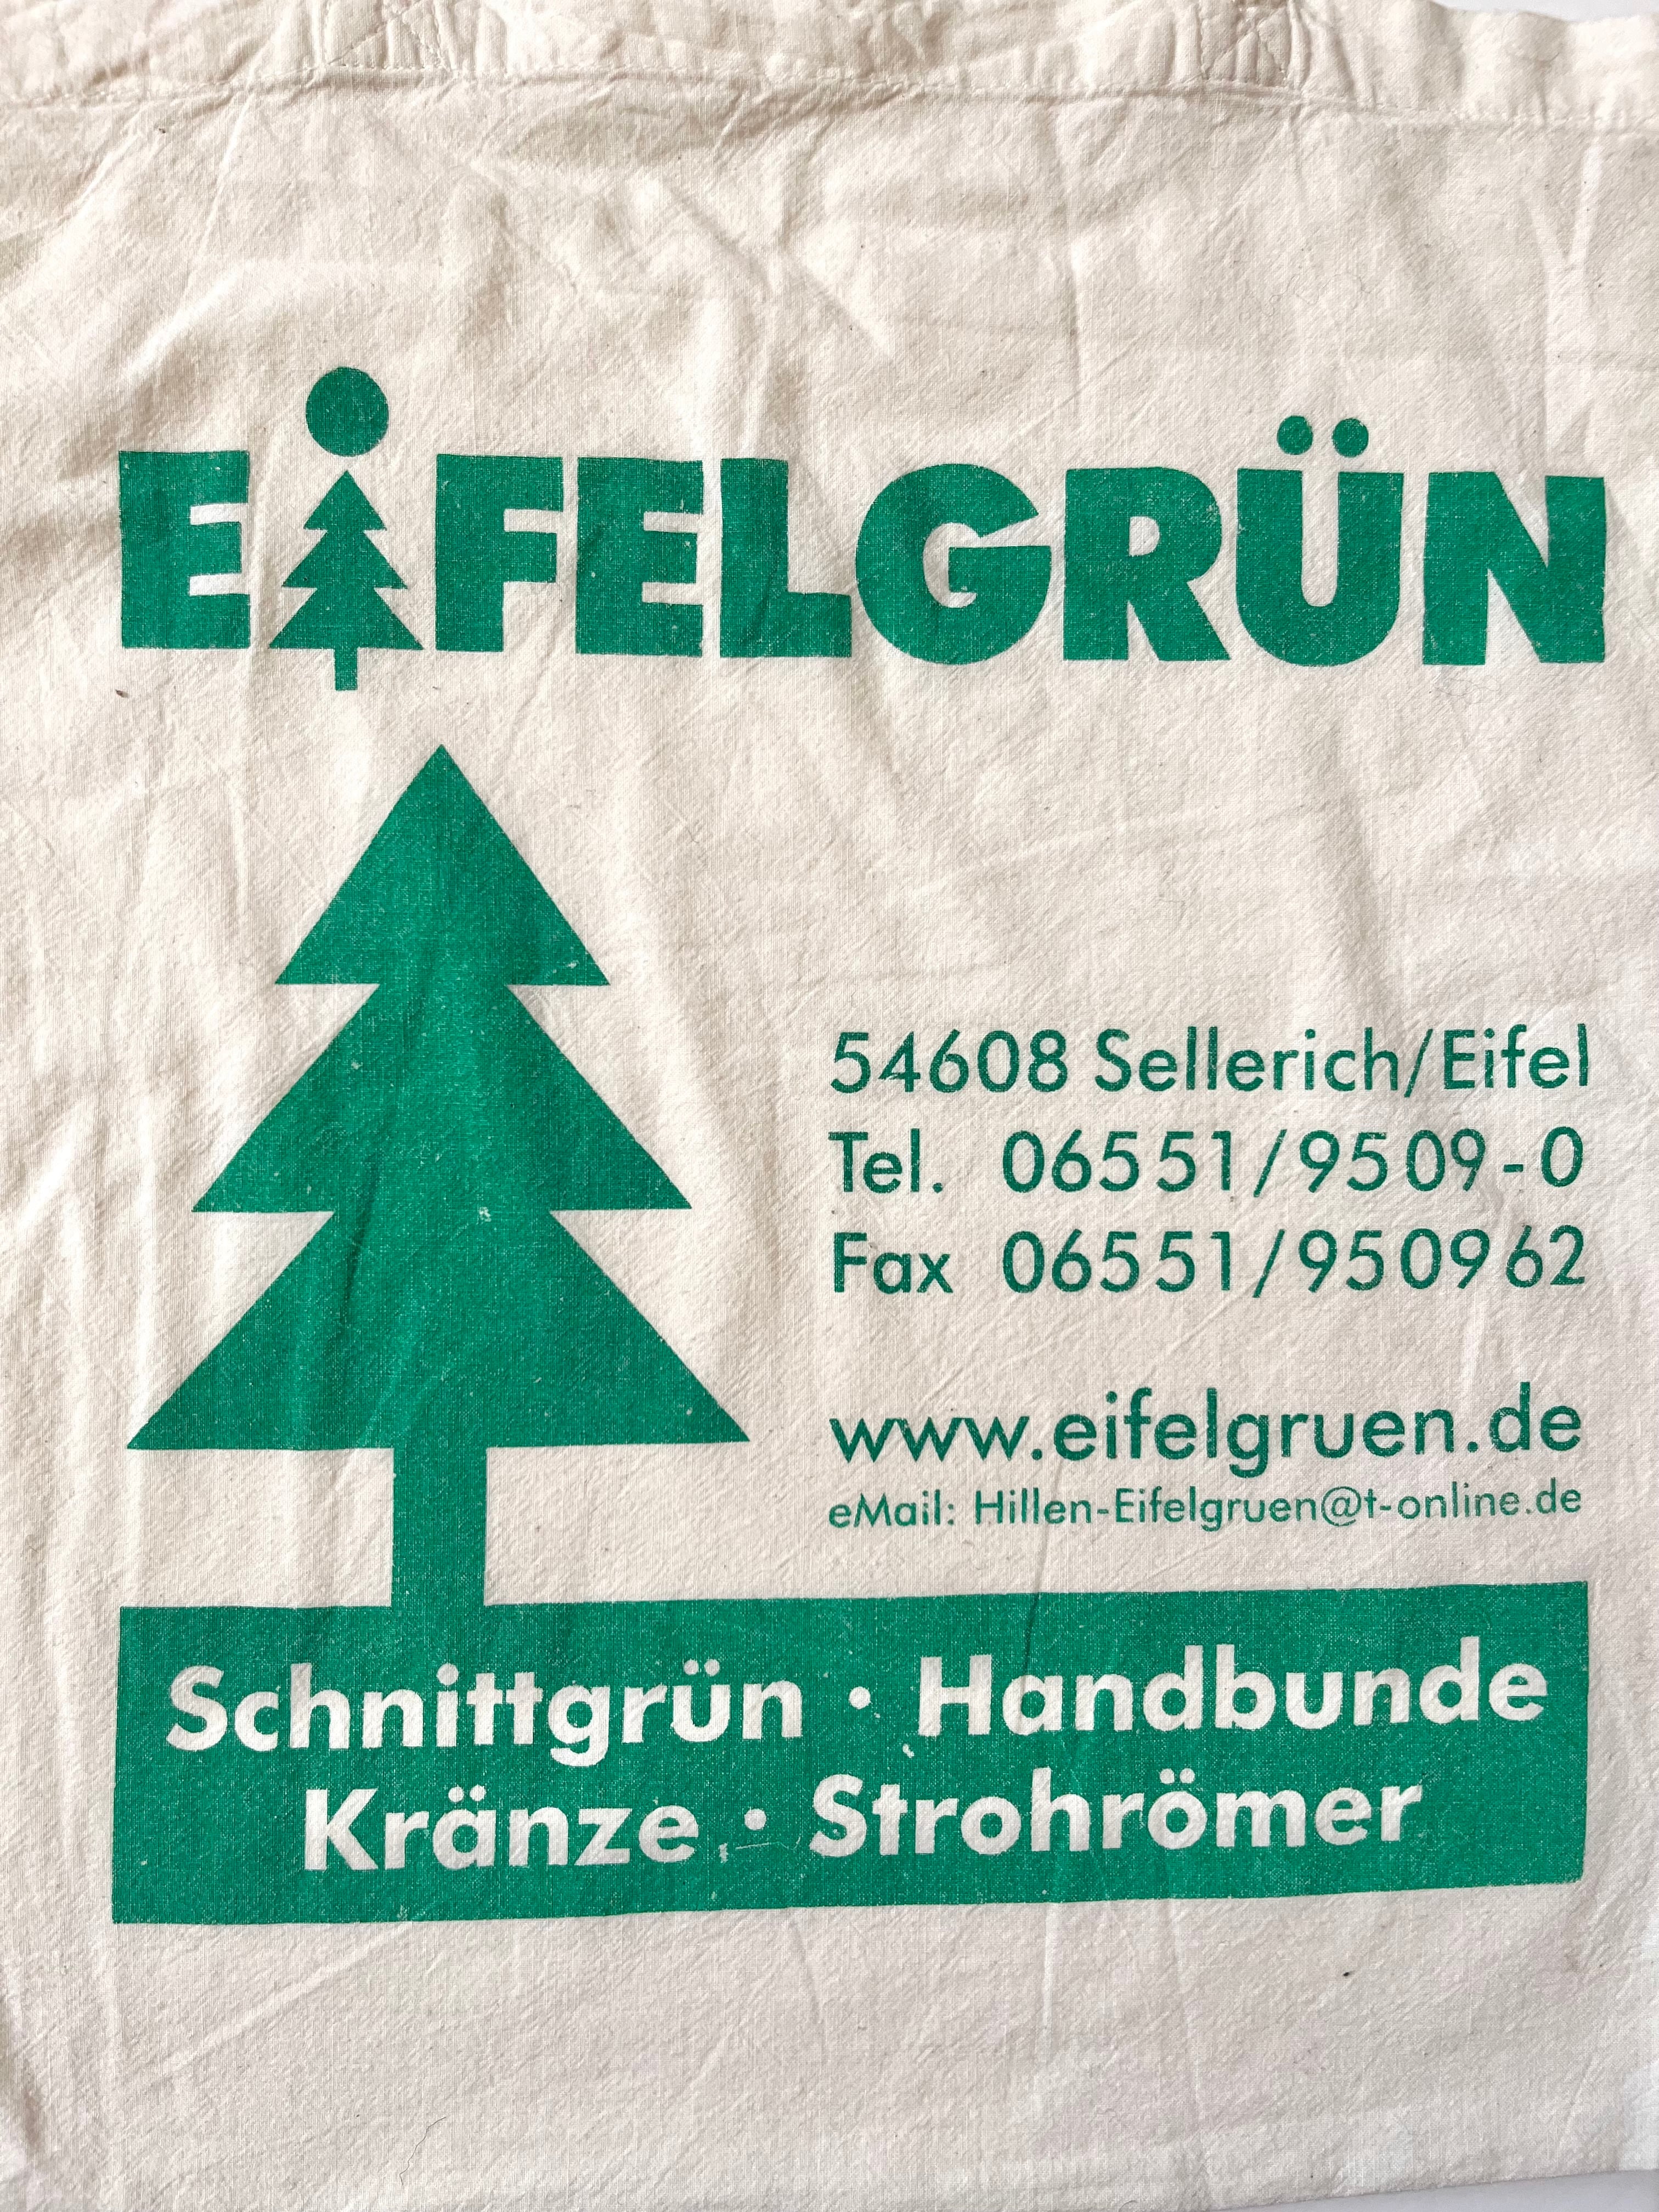 EiFELGRÜN
54608 Sellerich/Eifel
Tel. 06551/9509-0
Fax 06551/950962
www.eifelgruen.de
eMail: Hillen-Eifelgruen@t-online.de
Schnittgrün · Handbunde
Kränze · Strohrömer